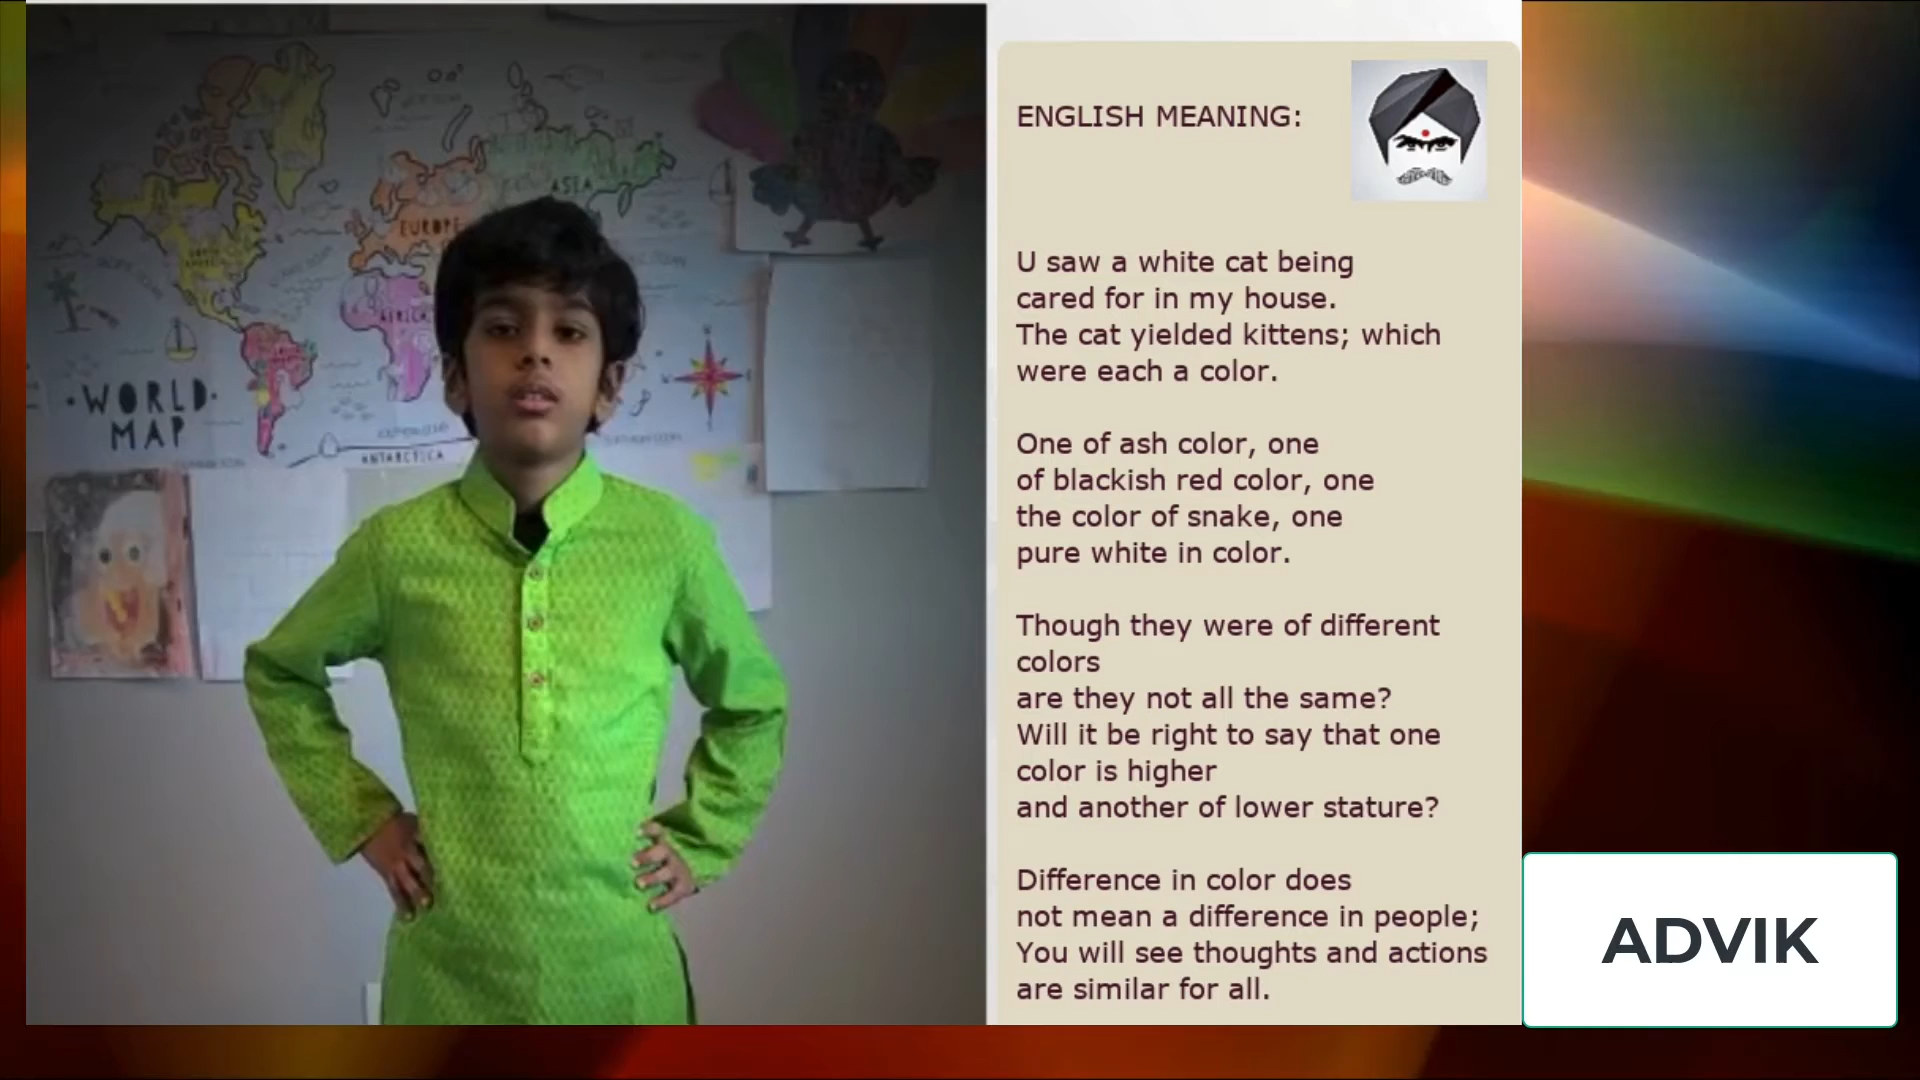 ENGLISH MEANING:
U saw a white cat being
cared for in my house.
The cat yielded kittens; which
were each a color.
One of ash color, one
of blackish red color, one
the color of snake, one
pure white in color.
Though they were of different
colors
are they not all the same?
Will it be right to say that one
color is higher
and another of lower stature?
Difference in color does
not mean a difference in people;
You will see thoughts and actions
are similar for all.
ADVIK
ASIA
EUROPE
AFRICA
WORLD
MAP
ANTARCTICA